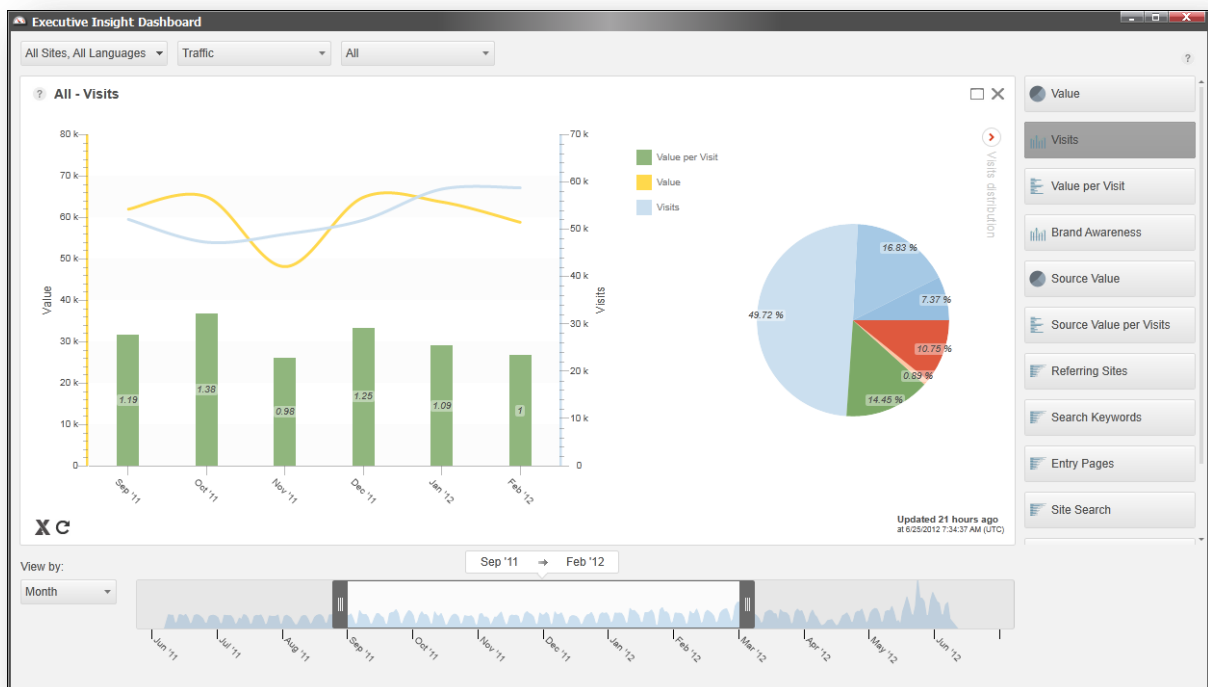 Executive Insight Dashboard
All Sites, All Languages
Traffic
All
?
? All - Visits
80 k
70 k
60 k
50 k
40 k
30 k
20 k
10 k
0
Value
70 k
60 k
50 k
40 k
30 k
20 k
10 k
0
Visits
1.19
1.38
0.98
1.25
1.09
1
Sep '11
Oct '11
Nov '11
Dec '11
Jan '12
Feb '12
Value per Visit
Value
Visits
Visits distribution
16.83 %
7.37 %
49.72 %
10.75 %
0.89 %
14.45 %
X
Updated 21 hours ago
at 6/25/2012 7:34:37 AM (UTC)
Value
Visits
Value per Visit
Brand Awareness
Source Value
Source Value per Visits
Referring Sites
Search Keywords
Entry Pages
Site Search
View by:
Month
Sep '11 → Feb '12
Jun '11
Jul '11
Aug '11
Sep '11
Oct '11
Nov '11
Dec '11
Jan '12
Feb '12
Mar '12
Apr '12
May '12
Jun '12